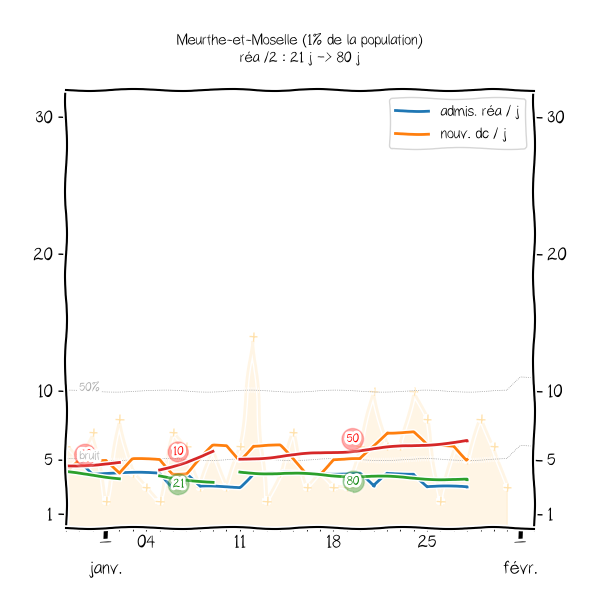 Meurthe-et-Moselle (1% de la population)
réa /2 : 21 j -> 80 j
admis. réa / j
nouv. dc / j
30
30
20
20
50%
10
10
bruit
10
50
5
5
21
80
1
1
04
11
18
25
janv.
févr.